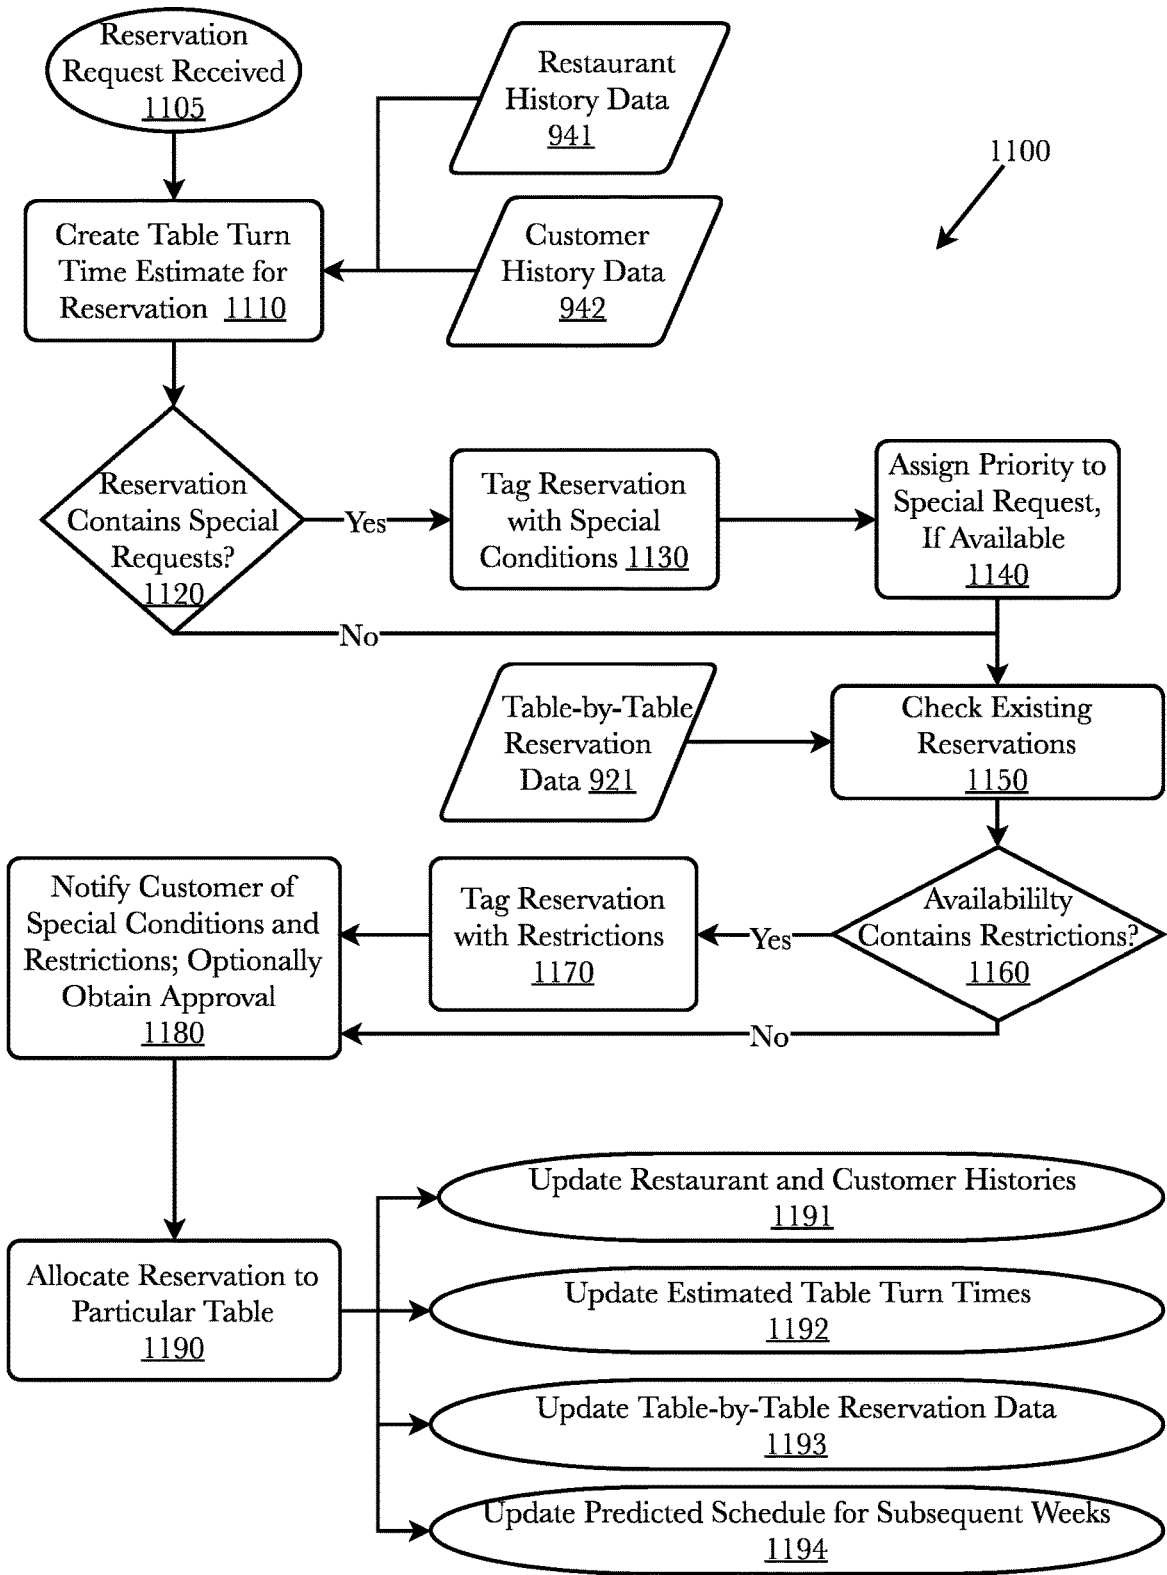 Reservation
Request Received
1105
Restaurant
History Data
941
1100
Create Table Turn
Time Estimate for
Reservation 1110
Customer
History Data
942
Reservation
Contains Special
Requests?
1120
Yes
Tag Reservation
with Special
Conditions 1130
Assign Priority to
Special Request,
If Available
1140
No
Table-by-Table
Reservation
Data 921
Check Existing
Reservations
1150
Notify Customer of
Special Conditions and
Restrictions; Optionally
Obtain Approval
1180
Tag Reservation
with Restrictions
1170
Yes
Availabililty
Contains Restrictions?
1160
No
Allocate Reservation to
Particular Table
1190
Update Restaurant and Customer Histories
1191
Update Estimated Table Turn Times
1192
Update Table-by-Table Reservation Data
1193
Update Predicted Schedule for Subsequent Weeks
1194